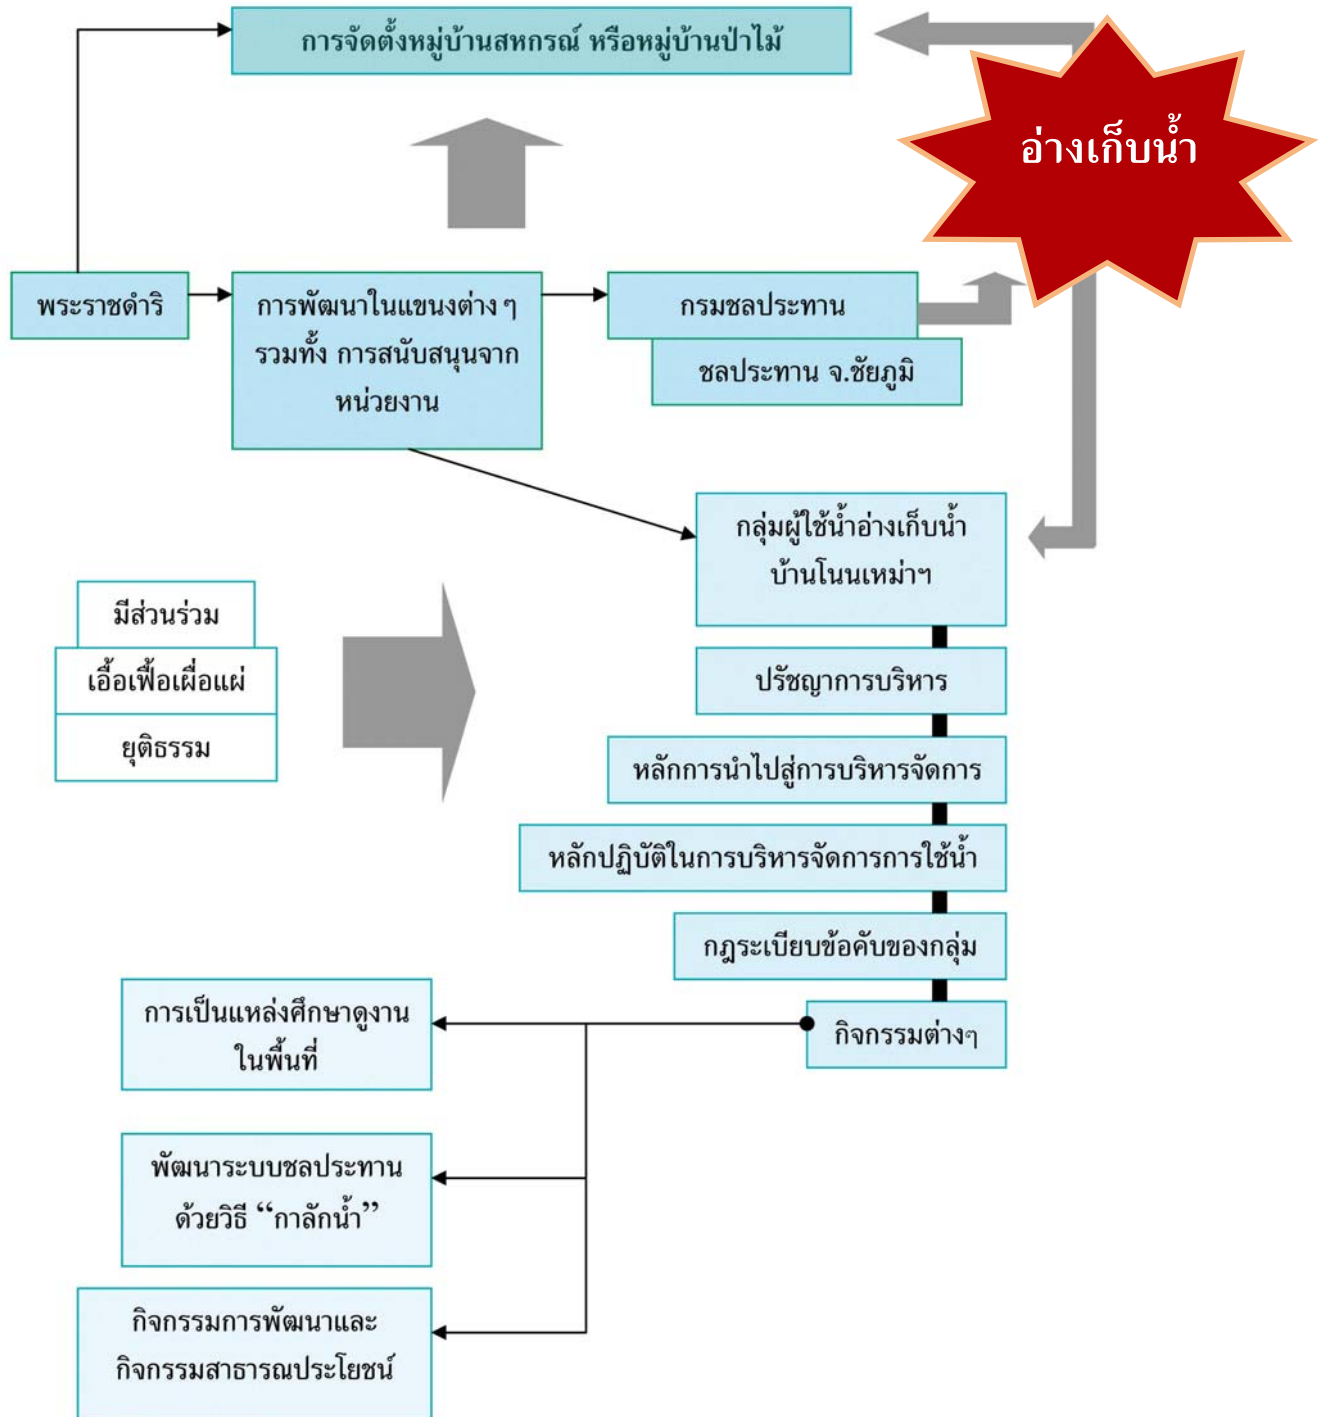 การจัดตั้งหมู่บ้านสหกรณ์ หรือหมู่บ้านป่าไม้
อ่างเก็บน้ำ
พระราชดำริ
การพัฒนาในแขนงต่าง ๆ
รวมทั้ง การสนับสนุนจาก
หน่วยงาน
กรมชลประทาน
ชลประทาน จ.ชัยภูมิ
กลุ่มผู้ใช้น้ำอ่างเก็บน้ำ
บ้านโนนเหม่าฯ
มีส่วนร่วม
เอื้อเฟื้อเผื่อแผ่
ยุติธรรม
ปรัชญาการบริหาร
หลักการนำไปสู่การบริหารจัดการ
หลักปฏิบัติในการบริหารจัดการการใช้น้ำ
กฎระเบียบข้อคับของกลุ่ม
กิจกรรมต่างๆ
การเป็นแหล่งศึกษาดูงาน
ในพื้นที่
พัฒนาระบบชลประทาน
ด้วยวิธี “กาลักน้ำ”
กิจกรรมการพัฒนาและ
กิจกรรมสาธารณประโยชน์